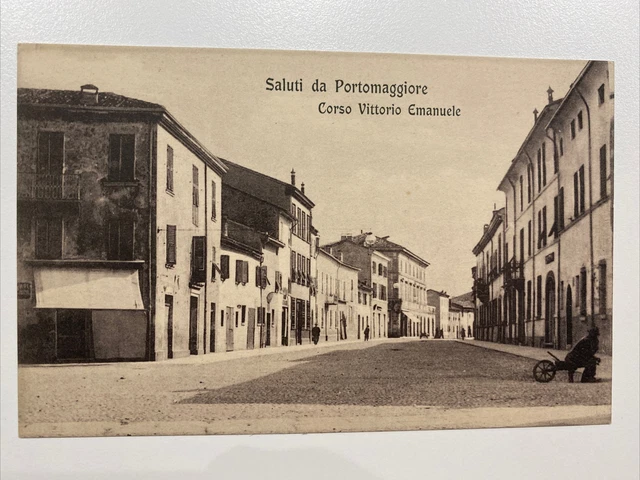 Saluti da Portomaggiore
Corso Vittorio Emanuele